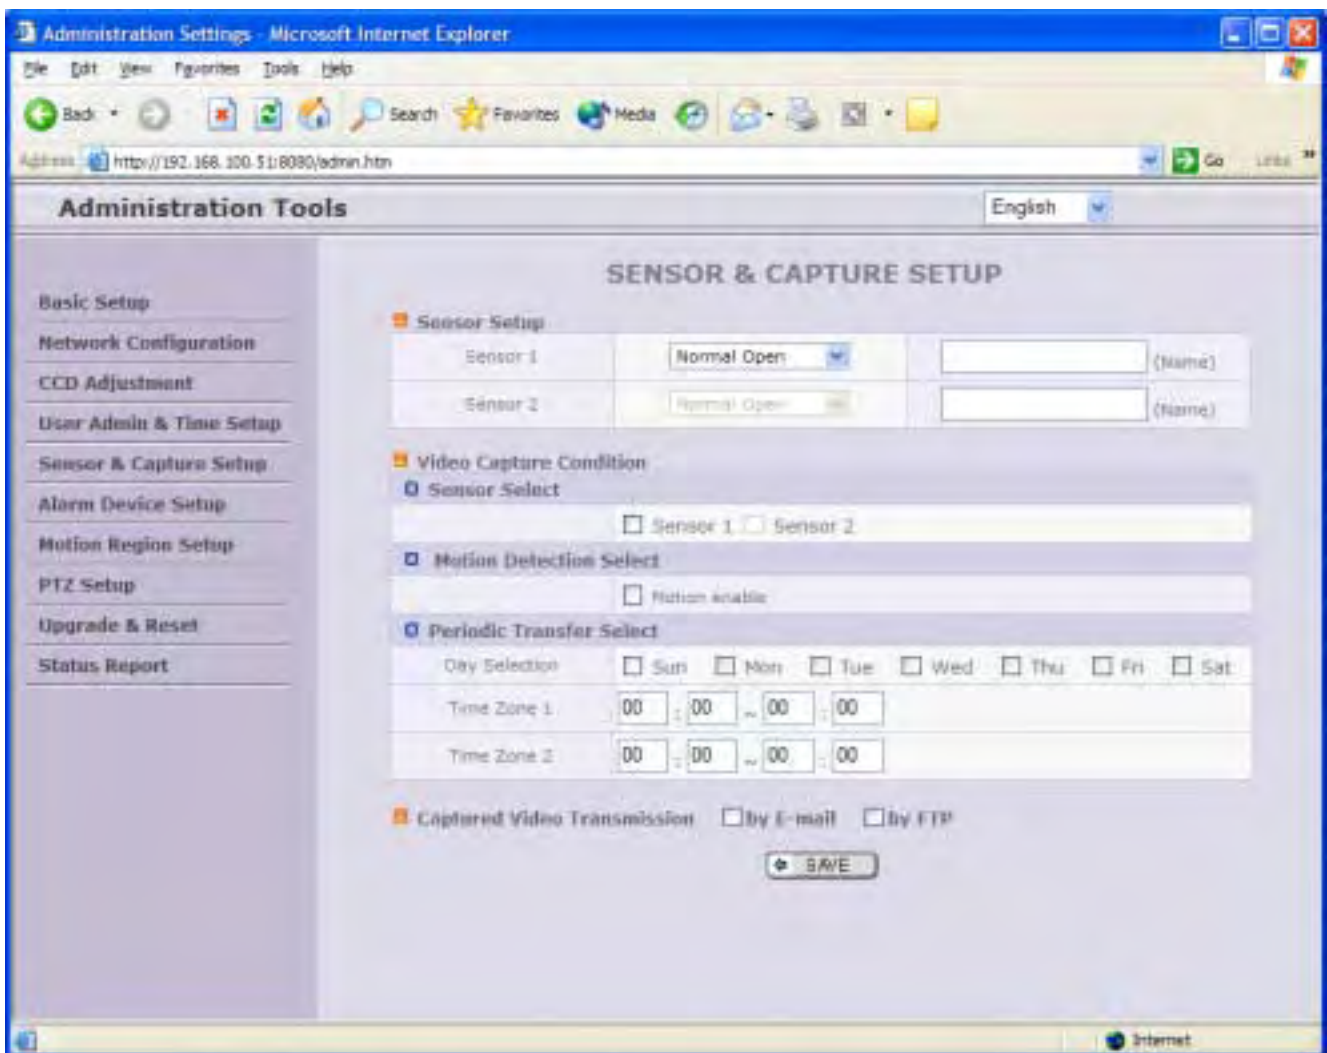 Administration Settings - Microsoft Internet Explorer
File Edit View Favorites Tools Help
Back Search Favorites Media
Address http://192.168.100.51:8080/admin.htm Go Links »
Administration Tools English
SENSOR & CAPTURE SETUP
Basic Setup
Network Configuration
CCD Adjustment
User Admin & Time Setup
Sensor & Capture Setup
Alarm Device Setup
Motion Region Setup
PTZ Setup
Upgrade & Reset
Status Report
Sensor Setup
Sensor 1 Normal Open (Name)
Sensor 2 Normal Open (Name)
Video Capture Condition
Sensor Select
Sensor 1 Sensor 2
Motion Detection Select
Motion enable
Periodic Transfer Select
Day Selection Sun Mon Tue Wed Thu Fri Sat
Time Zone 1 00 : 00 ~ 00 : 00
Time Zone 2 00 : 00 ~ 00 : 00
Captured Video Transmission by E-mail by FTP
SAVE
Internet